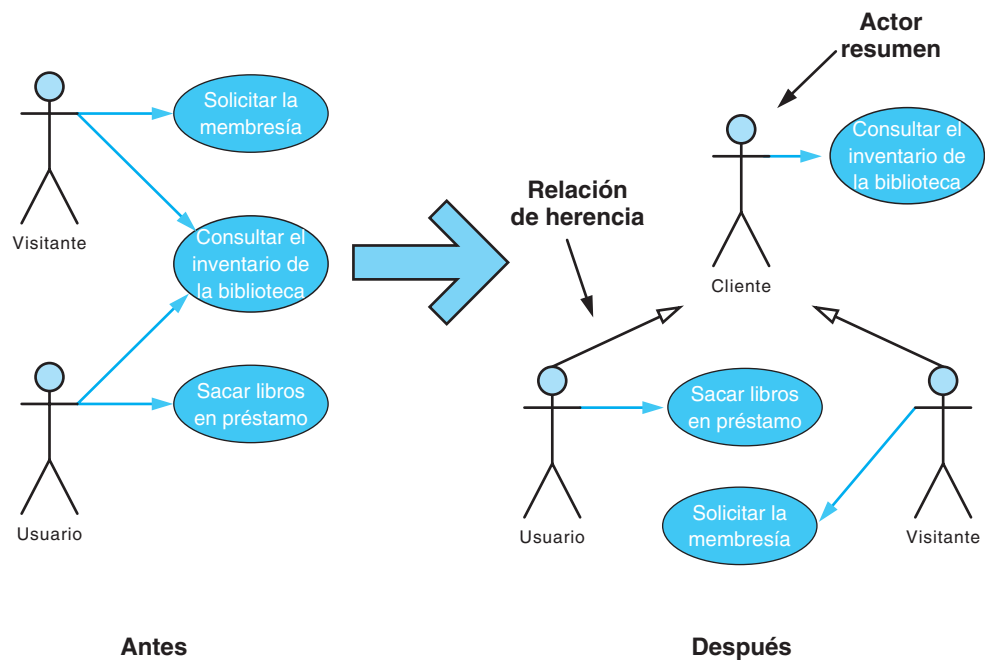 Solicitar la
membresía
Visitante
Consultar el
inventario de
la biblioteca
Sacar libros
en préstamo
Usuario
Antes
Actor
resumen
Consultar el
inventario de
la biblioteca
Relación
de herencia
Cliente
Sacar libros
en préstamo
Solicitar la
membresía
Usuario
Visitante
Después